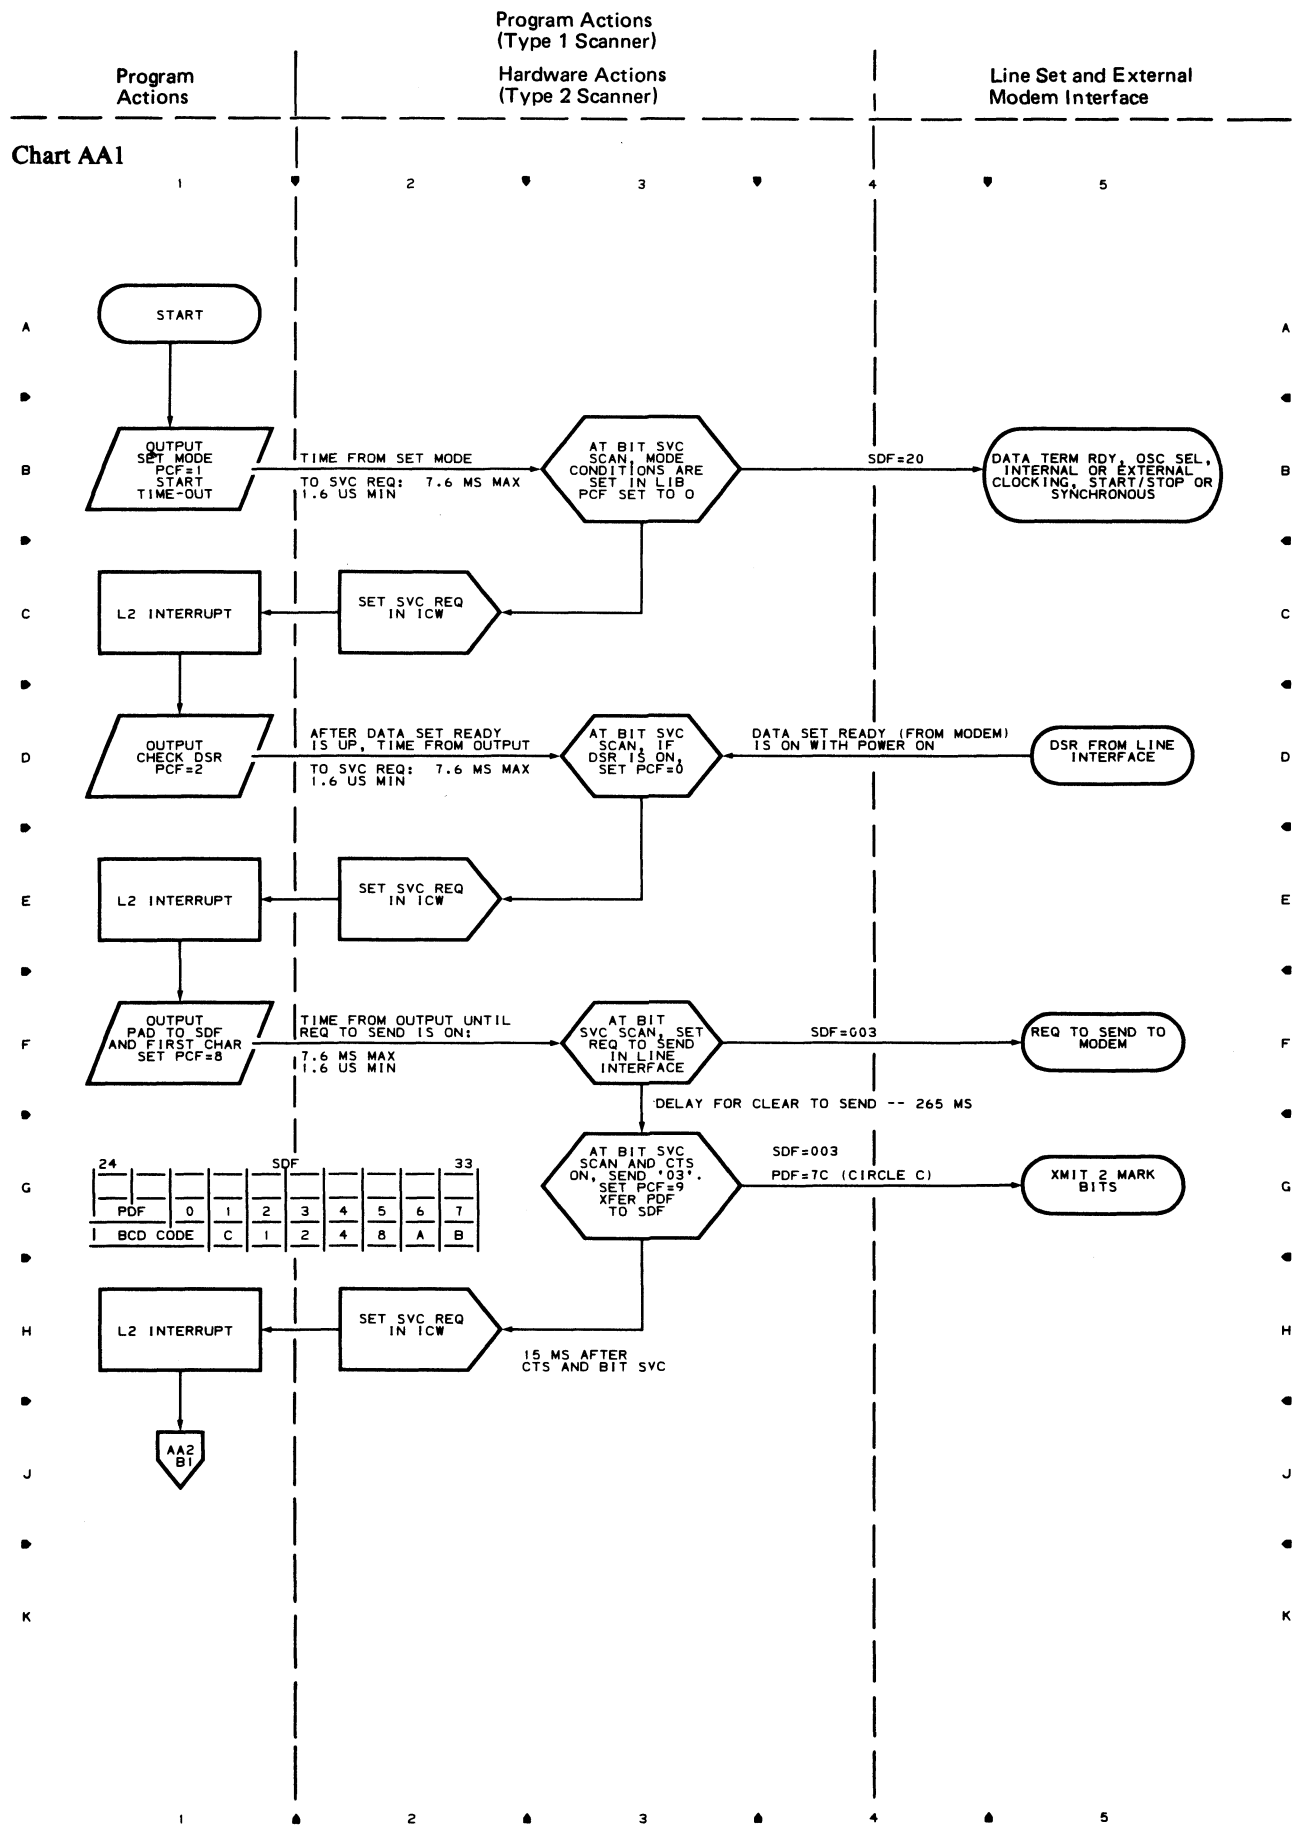 Program Actions
(Type 1 Scanner)
Program
Actions
Hardware Actions
(Type 2 Scanner)
Line Set and External
Modem Interface
Chart AA1
1 2 3 4 5
START
A A
OUTPUT
SET MODE
PCF=1
START
TIME-OUT
TIME FROM SET MODE
TO SVC REQ: 7.6 MS MAX
1.6 US MIN
AT BIT SVC
SCAN, MODE
CONDITIONS ARE
SET IN LIB
PCF SET TO 0
SDF=20
DATA TERM RDY, OSC SEL,
INTERNAL OR EXTERNAL
CLOCKING, START/STOP OR
SYNCHRONOUS
B B
L2 INTERRUPT
SET SVC REQ
IN ICW
C C
OUTPUT
CHECK DSR
PCF=2
AFTER DATA SET READY
IS UP, TIME FROM OUTPUT
TO SVC REQ: 7.6 MS MAX
1.6 US MIN
AT BIT SVC
SCAN, IF
DSR IS ON,
SET PCF=0
DATA SET READY (FROM MODEM)
IS ON WITH POWER ON
DSR FROM LINE
INTERFACE
D D
L2 INTERRUPT
SET SVC REQ
IN ICW
E E
OUTPUT
PAD TO SDF
AND FIRST CHAR
SET PCF=8
TIME FROM OUTPUT UNTIL
REQ TO SEND IS ON:
7.6 MS MAX
1.6 US MIN
AT BIT
SVC SCAN, SET
REQ TO SEND
IN LINE
INTERFACE
SDF=003
REQ TO SEND TO
MODEM
F F
DELAY FOR CLEAR TO SEND -- 265 MS
24 SDF 33
PDF 0 1 2 3 4 5 6 7
BCD CODE C 1 2 4 8 A B
AT BIT SVC
SCAN AND CTS
ON, SEND '03'.
SET PCF=9
XFER PDF
TO SDF
SDF=003
PDF=7C (CIRCLE C)
XMIT 2 MARK
BITS
G G
L2 INTERRUPT
SET SVC REQ
IN ICW
15 MS AFTER
CTS AND BIT SVC
H H
AA2
B1
J J
K K
1 2 3 4 5